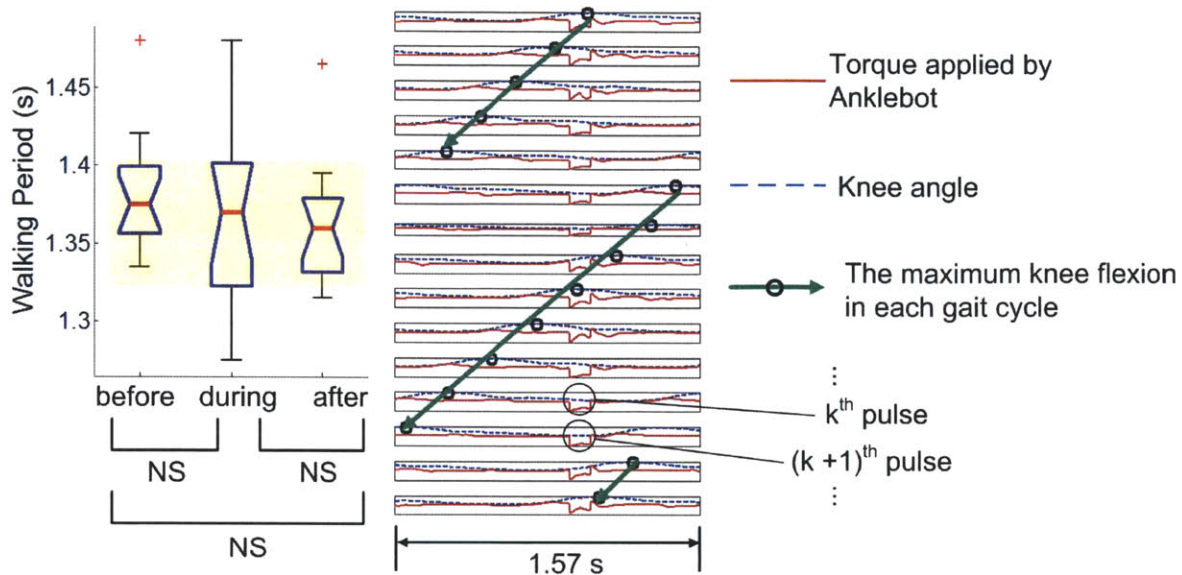 Walking Period (s)
1.45
1.4
1.35
1.3
before during after
NS NS
NS
1.57 s
Torque applied by
Anklebot
Knee angle
The maximum knee flexion
in each gait cycle
...
kth pulse
(k +1)th pulse
...